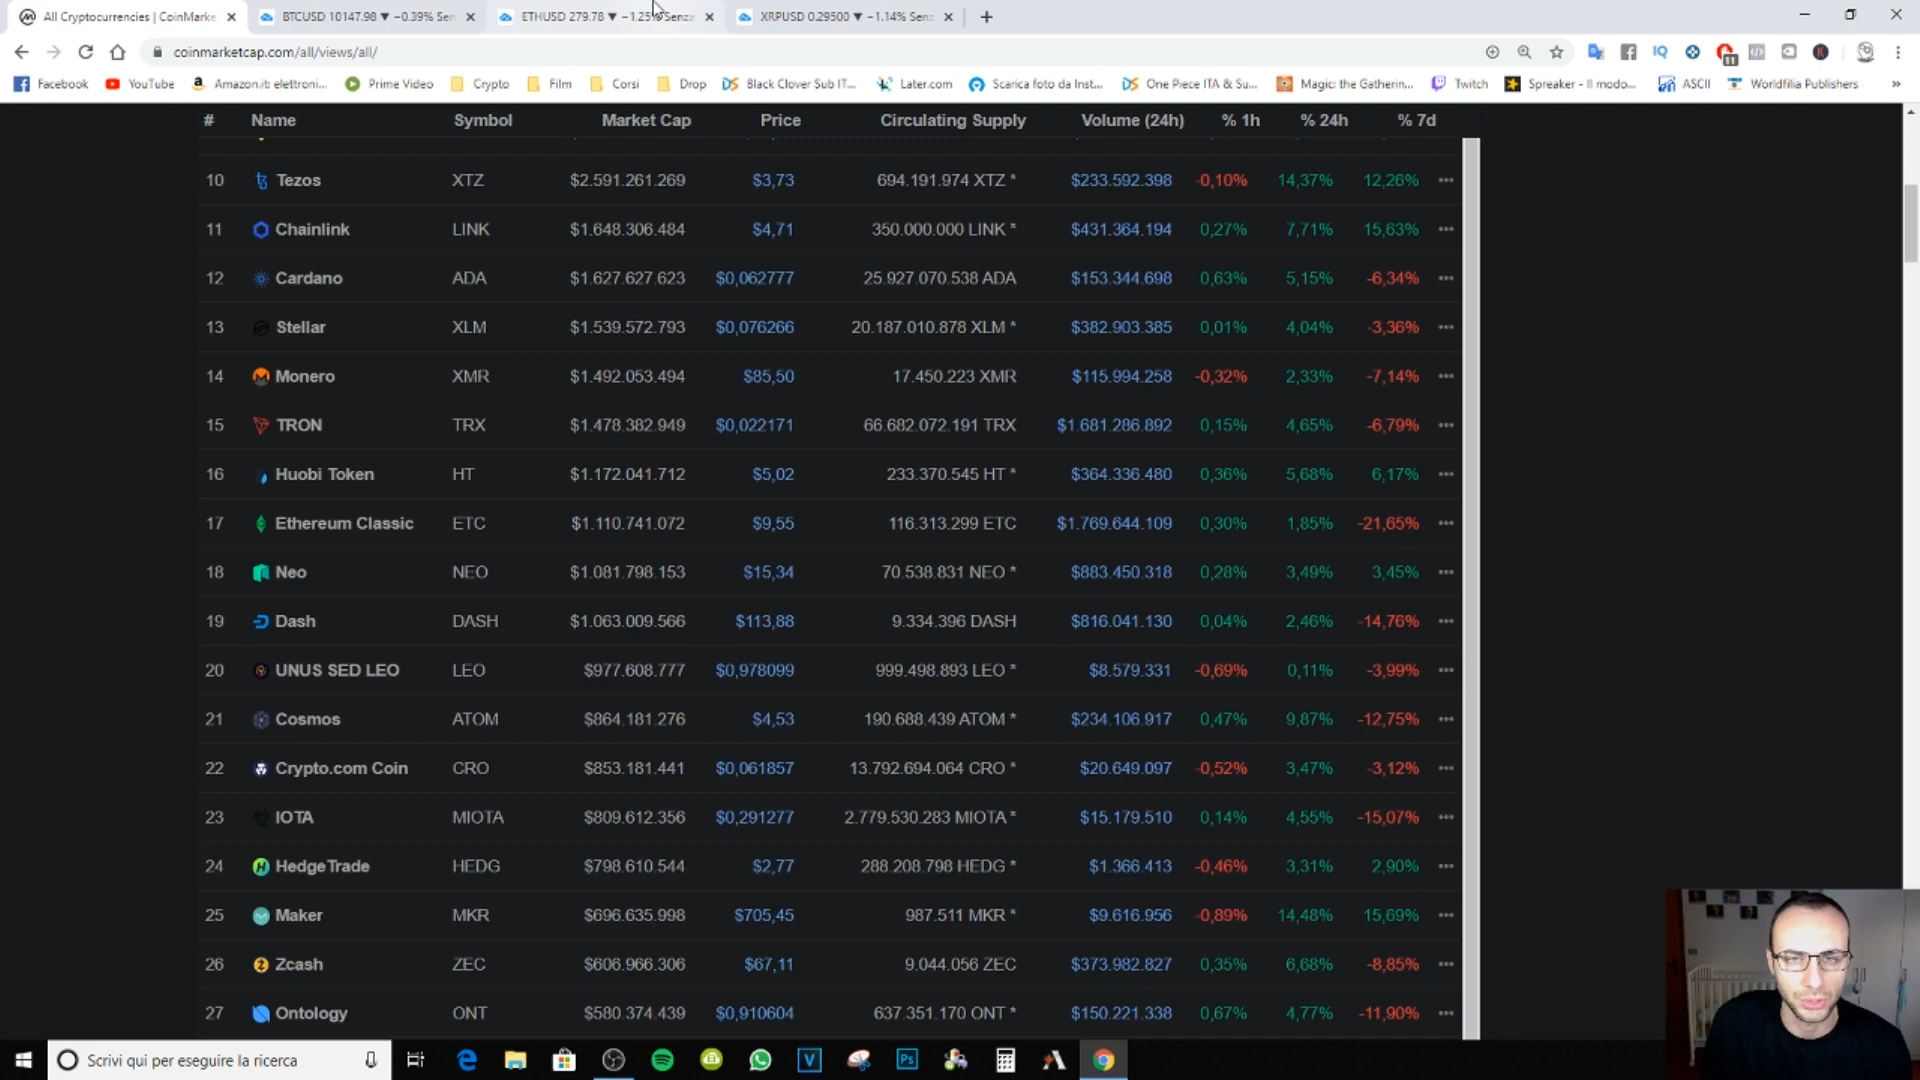 All Cryptocurrencies | CoinMarke
BTCUSD 10147.98 ▼ −0.39% Sen
ETHUSD 279.78 ▼ −1.25% Senza
XRPUSD 0.29500 ▼ −1.14% Senz
coinmarketcap.com/all/views/all/
Facebook YouTube Amazon.it: elettroni... Prime Video Crypto Film Corsi Drop Black Clover Sub IT... Later.com Scarica foto da Inst... One Piece ITA & Su... Magic: the Gatherin... Twitch Spreaker - Il modo... ASCII Worldfilia Publishers »
# Name Symbol Market Cap Price Circulating Supply Volume (24h) % 1h % 24h % 7d
10 Tezos XTZ $2.591.261.269 $3,73 694.191.974 XTZ * $233.592.398 -0,10% 14,37% 12,26%
11 Chainlink LINK $1.648.306.484 $4,71 350.000.000 LINK * $431.364.194 0,27% 7,71% 15,63%
12 Cardano ADA $1.627.627.623 $0,062777 25.927.070.538 ADA $153.344.698 0,63% 5,15% -6,34%
13 Stellar XLM $1.539.572.793 $0,076266 20.187.010.878 XLM * $382.903.385 0,01% 4,04% -3,36%
14 Monero XMR $1.492.053.494 $85,50 17.450.223 XMR $115.994.258 -0,32% 2,33% -7,14%
15 TRON TRX $1.478.382.949 $0,022171 66.682.072.191 TRX $1.681.286.892 0,15% 4,65% -6,79%
16 Huobi Token HT $1.172.041.712 $5,02 233.370.545 HT * $364.336.480 0,36% 5,68% 6,17%
17 Ethereum Classic ETC $1.110.741.072 $9,55 116.313.299 ETC $1.769.644.109 0,30% 1,85% -21,65%
18 Neo NEO $1.081.798.153 $15,34 70.538.831 NEO * $883.450.318 0,28% 3,49% 3,45%
19 Dash DASH $1.063.009.566 $113,88 9.334.396 DASH $816.041.130 0,04% 2,46% -14,76%
20 UNUS SED LEO LEO $977.608.777 $0,978099 999.498.893 LEO * $8.579.331 -0,69% 0,11% -3,99%
21 Cosmos ATOM $864.181.276 $4,53 190.688.439 ATOM * $234.106.917 0,47% 9,87% -12,75%
22 Crypto.com Coin CRO $853.181.441 $0,061857 13.792.694.064 CRO * $20.649.097 -0,52% 3,47% -3,12%
23 IOTA MIOTA $809.612.356 $0,291277 2.779.530.283 MIOTA * $15.179.510 0,14% 4,55% -15,07%
24 HedgeTrade HEDG $798.610.544 $2,77 288.208.798 HEDG * $1.366.413 -0,46% 3,31% 2,90%
25 Maker MKR $696.635.998 $705,45 987.511 MKR * $9.616.956 -0,89% 14,48% 15,69%
26 Zcash ZEC $606.966.306 $67,11 9.044.056 ZEC $373.982.827 0,35% 6,68% -8,85%
27 Ontology ONT $580.374.439 $0,910604 637.351.170 ONT * $150.221.338 0,67% 4,77% -11,90%
Scrivi qui per eseguire la ricerca